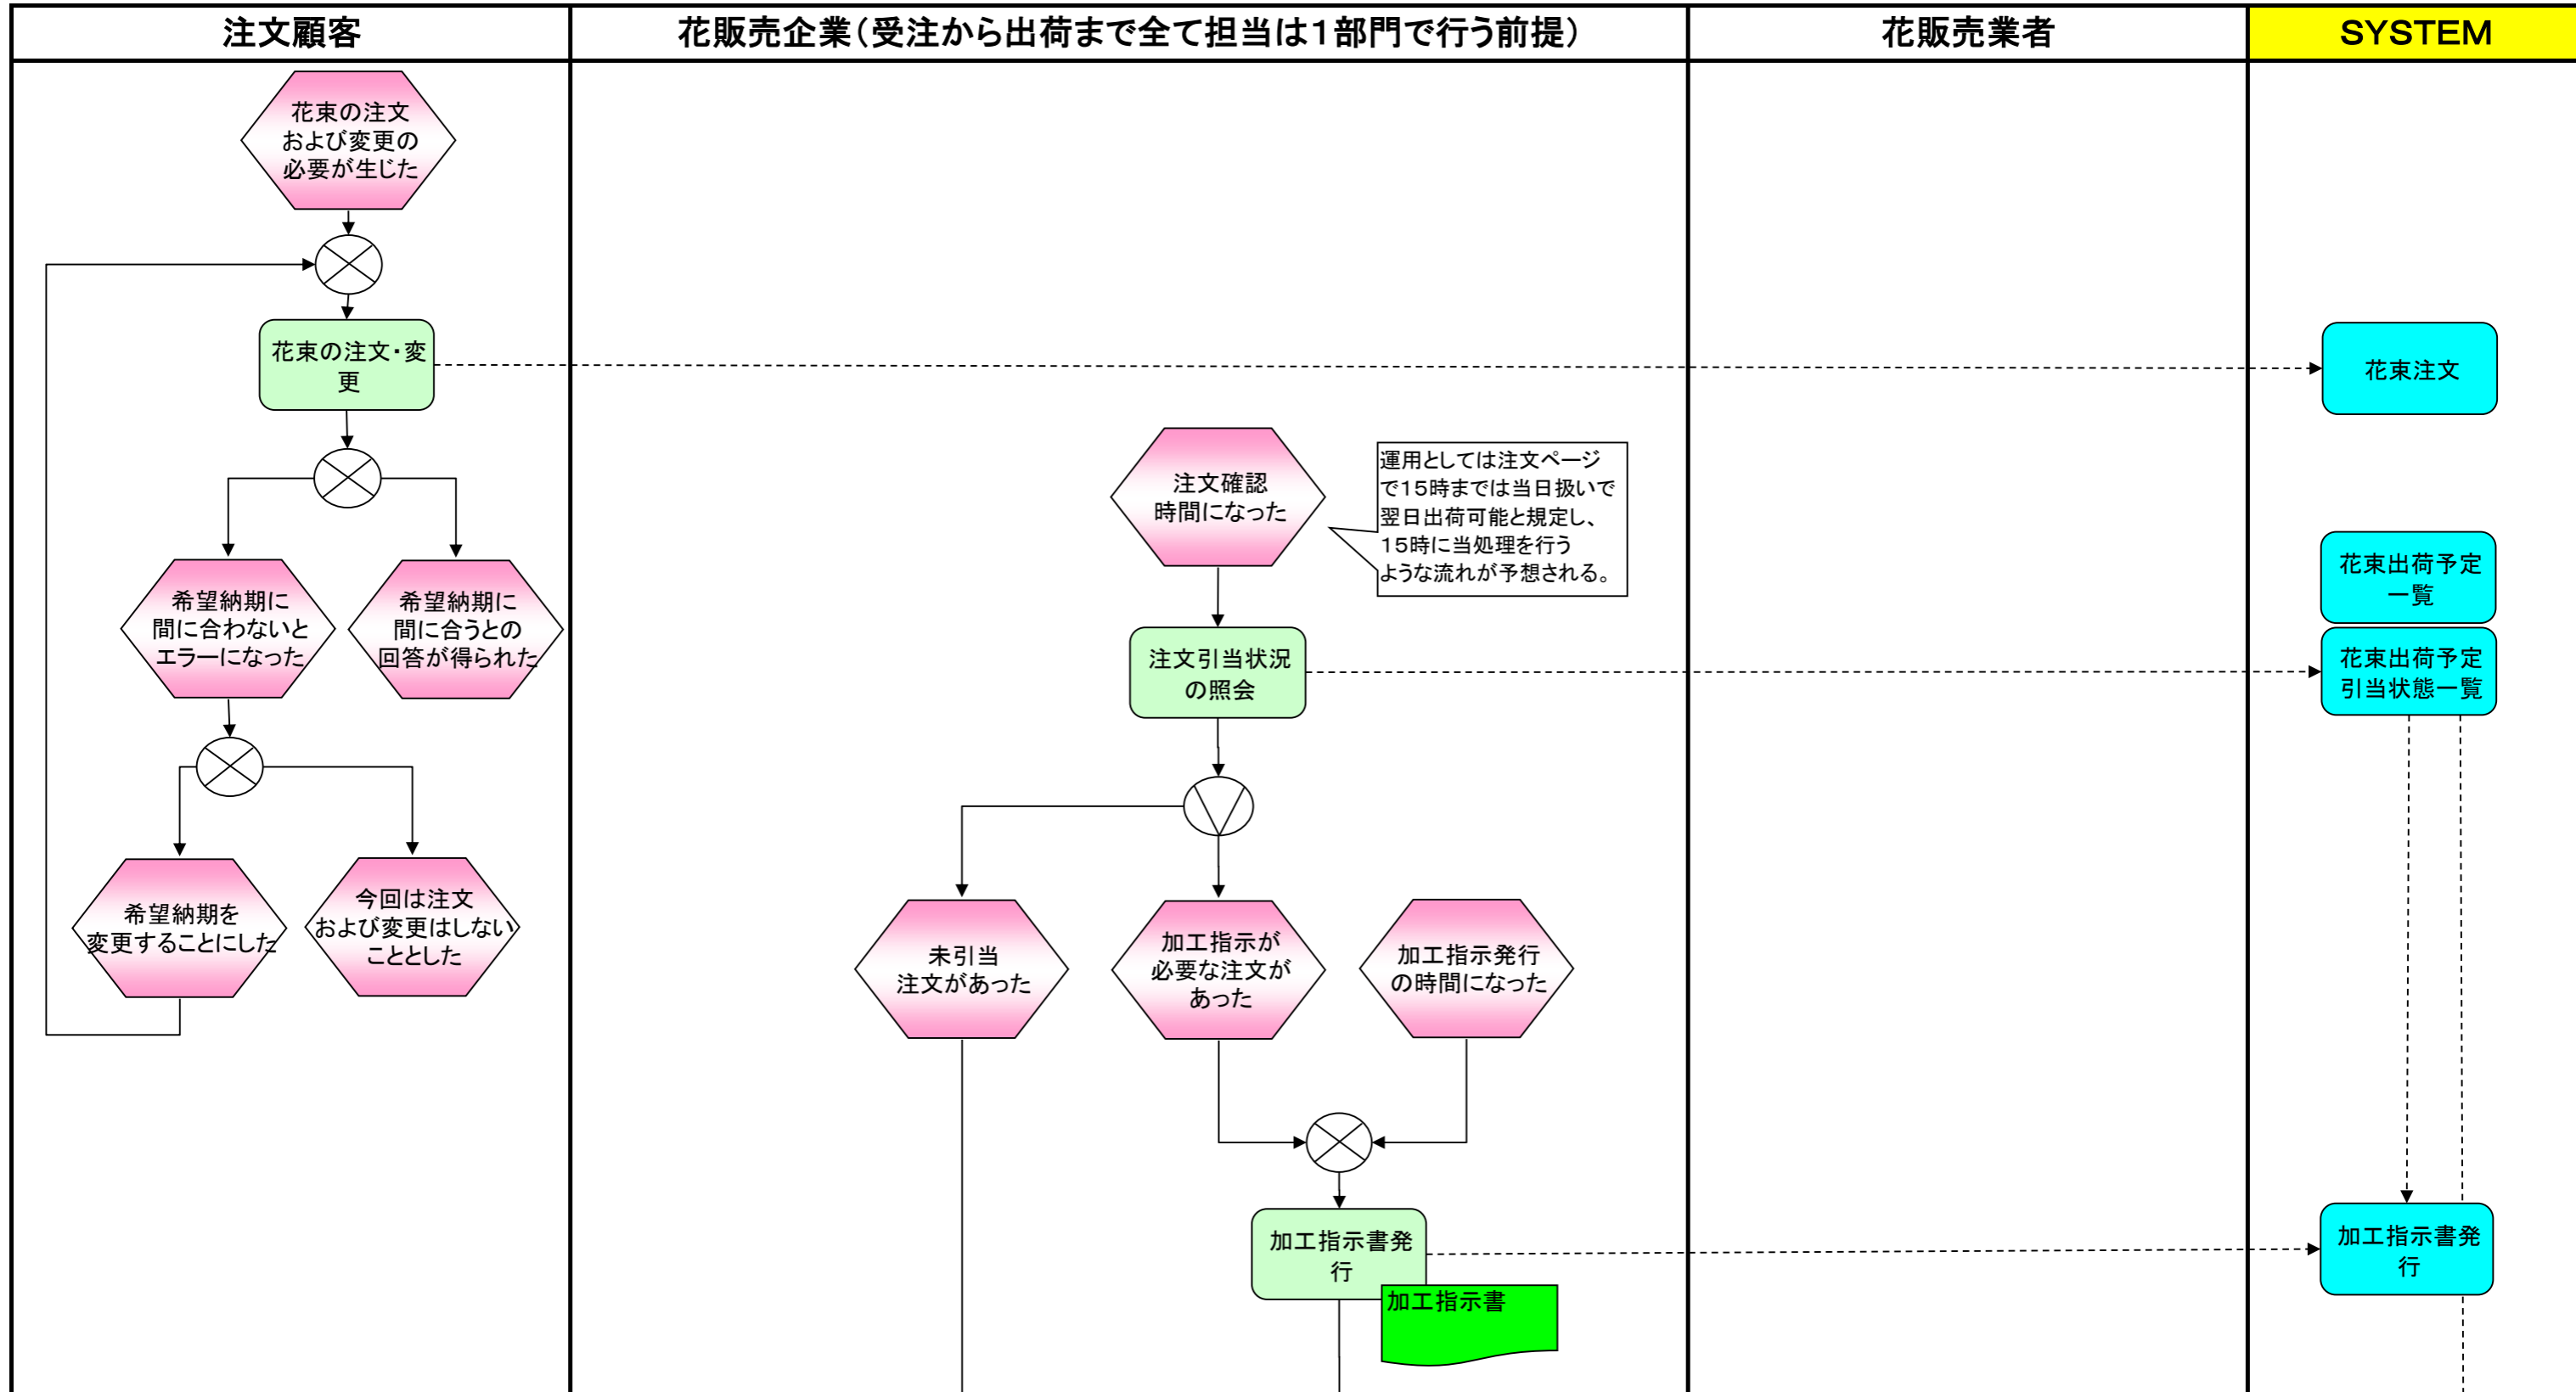 注文顧客
花販売企業(受注から出荷まで全て担当は1部門で行う前提)
花販売業者
SYSTEM
花束の注文
および変更の
必要が生じた
花束の注文・変
更
花束注文
注文確認
時間になった
運用としては注文ページ
で15時までは当日扱いで
翌日出荷可能と規定し、
15時に当処理を行う
ような流れが予想される。
希望納期に
間に合わないと
エラーになった
希望納期に
間に合うとの
回答が得られた
花束出荷予定
一覧
注文引当状況
の照会
花束出荷予定
引当状態一覧
希望納期を
変更することにした
今回は注文
および変更はしない
こととした
未引当
注文があった
加工指示が
必要な注文が
あった
加工指示発行
の時間になった
加工指示書発
行
加工指示書
加工指示書発
行